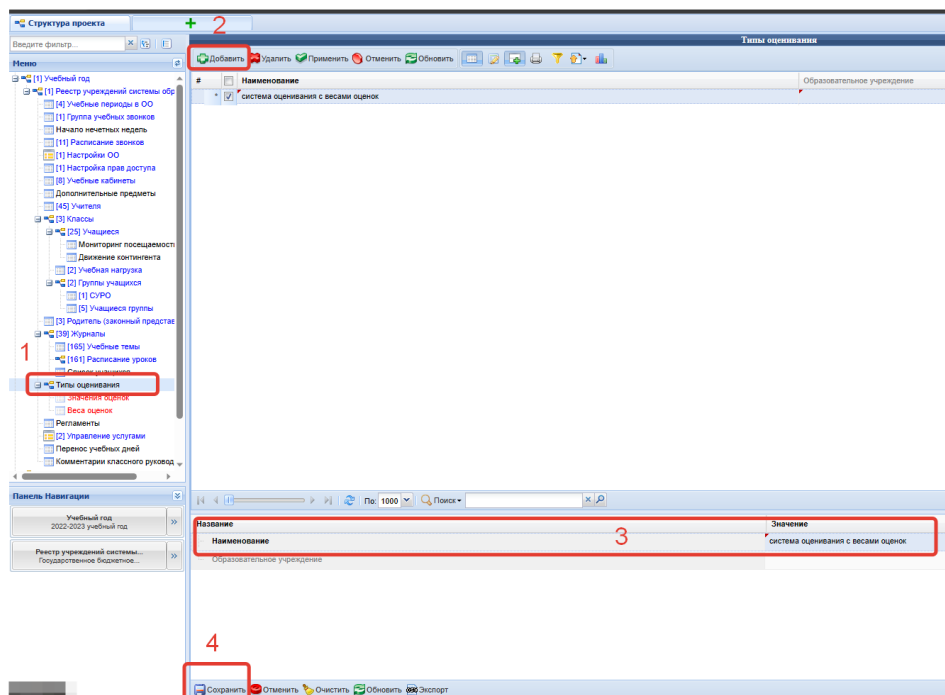 Структура проекта
+ 2
Введите фильтр...
Типы оценивания
Меню
Добавить Удалить Применить Отменить Обновить
[1] Учебный год
# Наименование Образовательное учреждение
* система оценивания с весами оценок
[1] Реестр учреждений системы обр
[4] Учебные периоды в ОО
[1] Группа учебных звонков
Начало нечетных недель
[11] Расписание звонков
[1] Настройки ОО
[1] Настройка прав доступа
[8] Учебные кабинеты
Дополнительные предметы
[45] Учителя
[3] Классы
[25] Учащиеся
Мониторинг посещаемост
Движение контингента
[2] Учебная нагрузка
[2] Группы учащихся
[1] СУРО
[5] Учащиеся группы
[3] Родитель (законный представ
[39] Журналы
1
[165] Учебные темы
[161] Расписание уроков
Список учащихся
Типы оценивания
Значения оценок
Веса оценок
Регламенты
[2] Управление услугами
Перенос учебных дней
Комментарии классного руковод
Панель Навигации
По: 1000 Поиск
Учебный год
2022-2023 учебный год
Реестр учреждений системы...
Государственное бюджетное...
Название Значение
3
Наименование система оценивания с весами оценок
Образовательное учреждение
4
Сохранить Отменить Очистить Обновить Экспорт